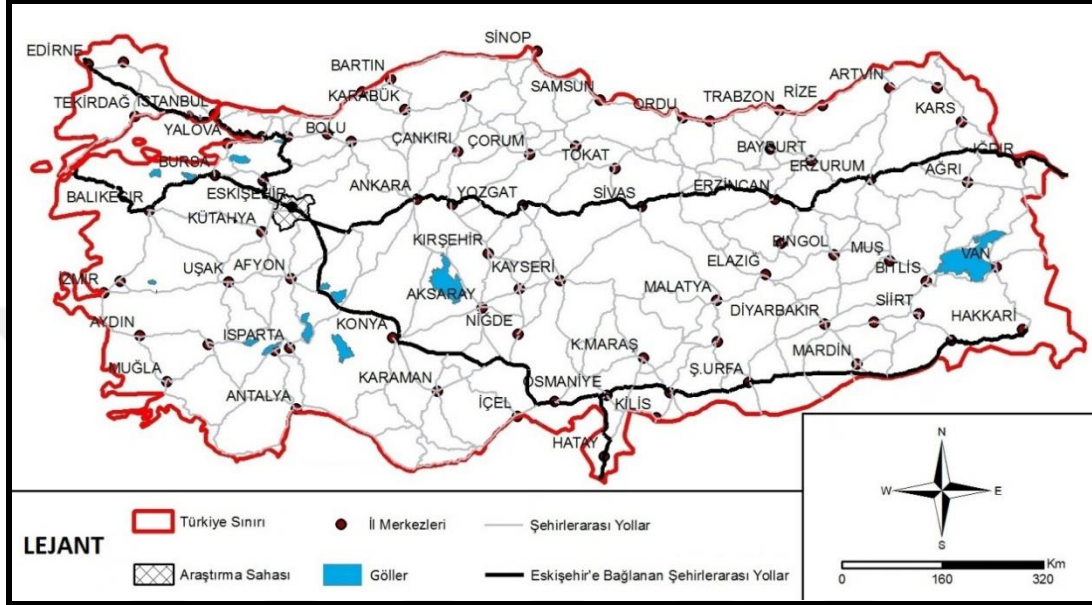 SİNOP
EDİRNE
BARTIN
ARTVİN
SAMSUN
RİZE
TEKİRDAĞ
İSTANBUL
KARABÜK
ORDU
TRABZON
KARS
YALOVA
BOLU
ÇANKIRI
ÇORUM
BAYBURT
TOKAT
ERZURUM
IĞDIR
BURSA
AĞRI
ESKİŞEHİR
ANKARA
YOZGAT
SİVAS
ERZİNCAN
BALIKESİR
KÜTAHYA
KIRŞEHİR
BINGOL
MUŞ
VAN
UŞAK
AFYON
KAYSERİ
ELAZIĞ
BİTLİS
İZMİR
AKSARAY
MALATYA
SİİRT
DİYARBAKIR
AYDIN
ISPARTA
KONYA
NİĞDE
HAKKARİ
K.MARAŞ
MARDİN
MUĞLA
KARAMAN
OSMANİYE
Ş.URFA
ANTALYA
İÇEL
KİLİS
HATAY
N
W
E
S
LEJANT
Türkiye Sınırı
İl Merkezleri
Şehirlerarası Yollar
Araştırma Sahası
Göller
Eskişehir'e Bağlanan Şehirlerarası Yollar
Km
0 160 320